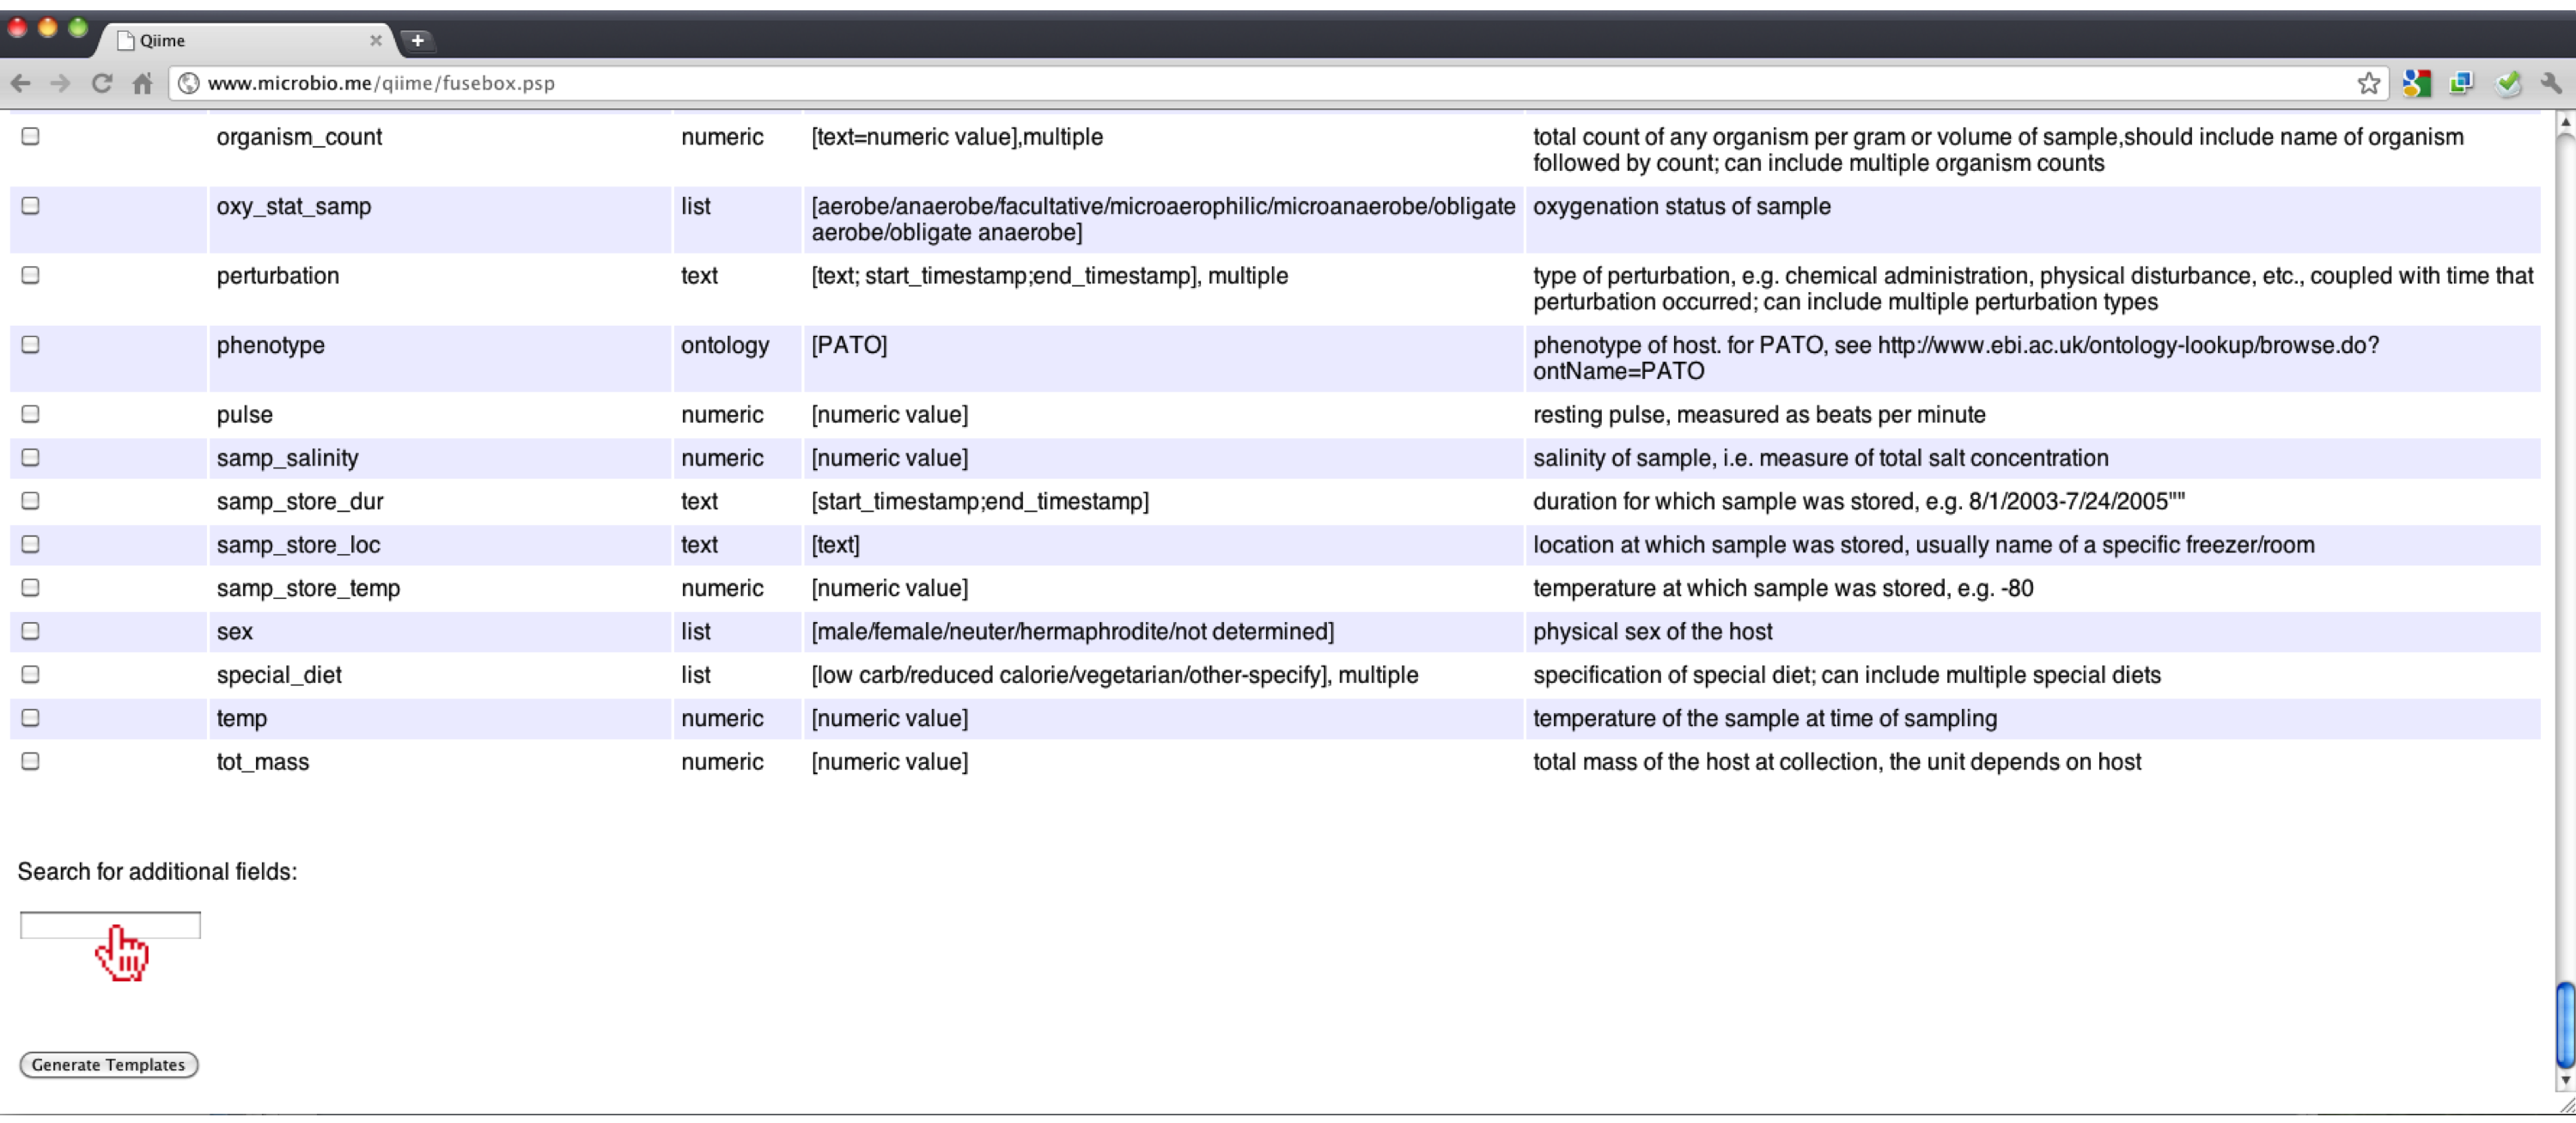 Qiime
www.microbio.me/qiime/fusebox.psp
organism_count numeric [text=numeric value],multiple total count of any organism per gram or volume of sample,should include name of organism
followed by count; can include multiple organism counts
oxy_stat_samp list [aerobe/anaerobe/facultative/microaerophilic/microanaerobe/obligate oxygenation status of sample
aerobe/obligate anaerobe]
perturbation text [text; start_timestamp;end_timestamp], multiple type of perturbation, e.g. chemical administration, physical disturbance, etc., coupled with time that
perturbation occurred; can include multiple perturbation types
phenotype ontology [PATO] phenotype of host. for PATO, see http://www.ebi.ac.uk/ontology-lookup/browse.do?
ontName=PATO
pulse numeric [numeric value] resting pulse, measured as beats per minute
samp_salinity numeric [numeric value] salinity of sample, i.e. measure of total salt concentration
samp_store_dur text [start_timestamp;end_timestamp] duration for which sample was stored, e.g. 8/1/2003-7/24/2005""
samp_store_loc text [text] location at which sample was stored, usually name of a specific freezer/room
samp_store_temp numeric [numeric value] temperature at which sample was stored, e.g. -80
sex list [male/female/neuter/hermaphrodite/not determined] physical sex of the host
special_diet list [low carb/reduced calorie/vegetarian/other-specify], multiple specification of special diet; can include multiple special diets
temp numeric [numeric value] temperature of the sample at time of sampling
tot_mass numeric [numeric value] total mass of the host at collection, the unit depends on host
Search for additional fields:
Generate Templates